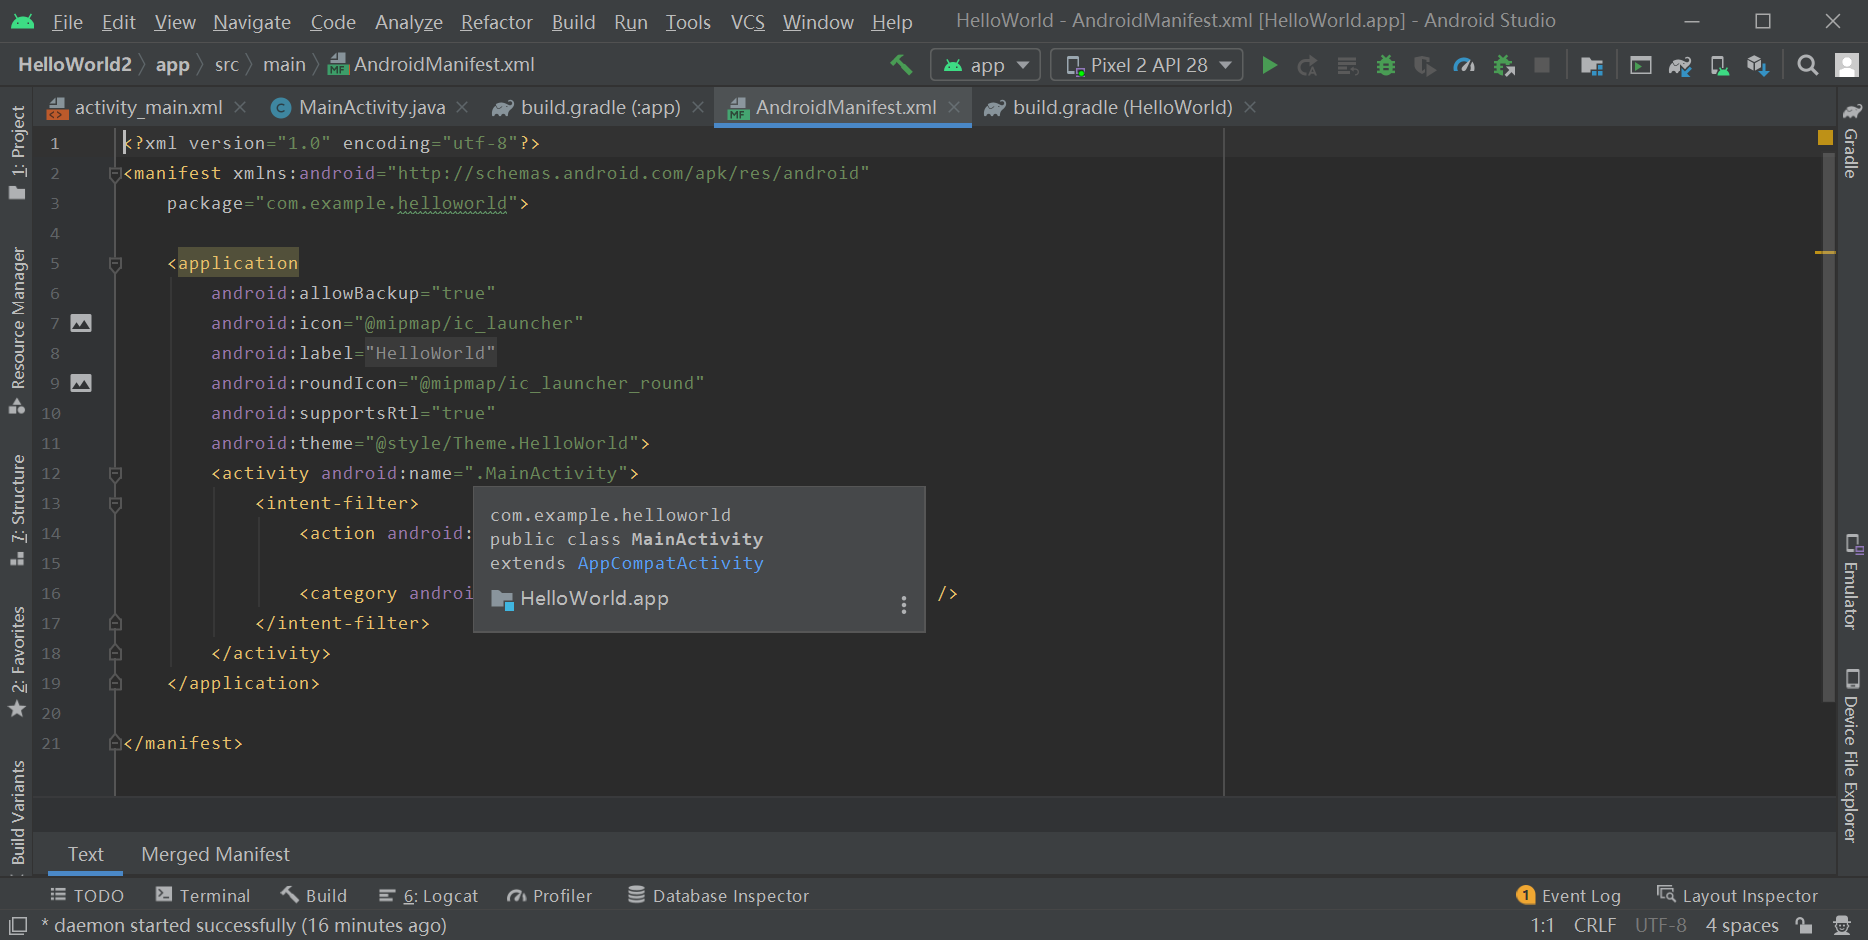 File Edit View Navigate Code Analyze Refactor Build Run Tools VCS Window Help HelloWorld - AndroidManifest.xml [HelloWorld.app] - Android Studio
HelloWorld2 app src main AndroidManifest.xml app Pixel 2 API 28
activity_main.xml MainActivity.java build.gradle (:app) AndroidManifest.xml build.gradle (HelloWorld)
1 <?xml version="1.0" encoding="utf-8"?>
2 <manifest xmlns:android="http://schemas.android.com/apk/res/android"
3 package="com.example.helloworld">
4
5 <application
6 android:allowBackup="true"
7 android:icon="@mipmap/ic_launcher"
8 android:label="HelloWorld"
9 android:roundIcon="@mipmap/ic_launcher_round"
10 android:supportsRtl="true"
11 android:theme="@style/Theme.HelloWorld">
12 <activity android:name=".MainActivity">
13 <intent-filter>
14 <action android:
15
16 <category androi />
17 </intent-filter>
18 </activity>
19 </application>
20
21 </manifest>
com.example.helloworld
public class MainActivity
extends AppCompatActivity
HelloWorld.app
1: Project
Resource Manager
7: Structure
2: Favorites
Build Variants
Gradle
Emulator
Device File Explorer
Text Merged Manifest
TODO Terminal Build 6: Logcat Profiler Database Inspector 1 Event Log Layout Inspector
* daemon started successfully (16 minutes ago) 1:1 CRLF UTF-8 4 spaces